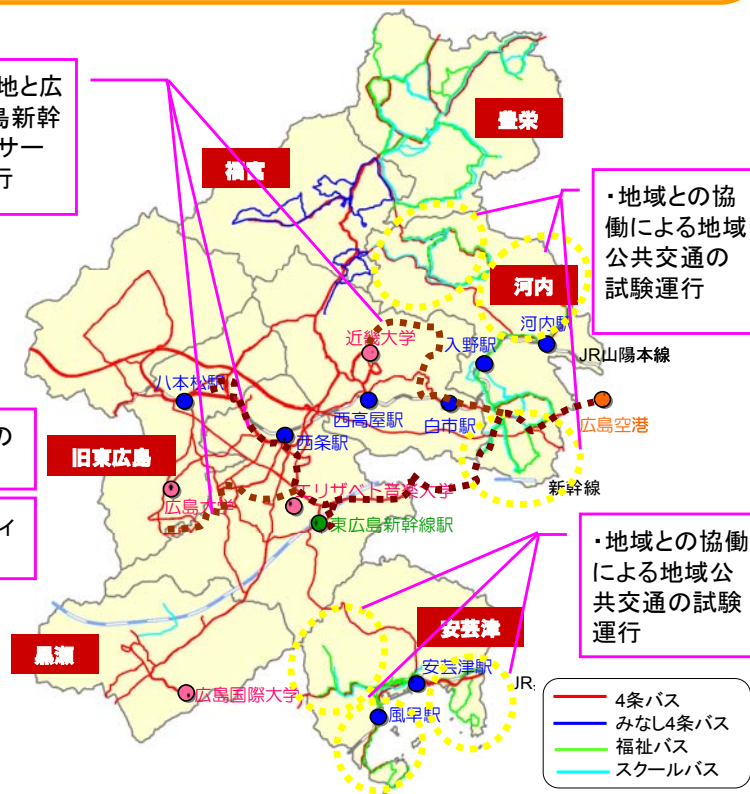 地と広
島新幹
サー
行
豊栄
福富
・地域との協
働による地域
公共交通の
試験運行
河内
河内駅
近畿大学
入野駅
JR山陽本線
八本松駅
西高屋駅
白市駅
広島空港
の
西条駅
旧東広島
新幹線
エリザベト音楽大学
広島大学
東広島新幹線駅
ィ
・地域との協働
による地域公
共交通の試験
運行
安芸津
黒瀬
安芸津駅
JR
広島国際大学
風早駅
4条バス
みなし4条バス
福祉バス
スクールバス